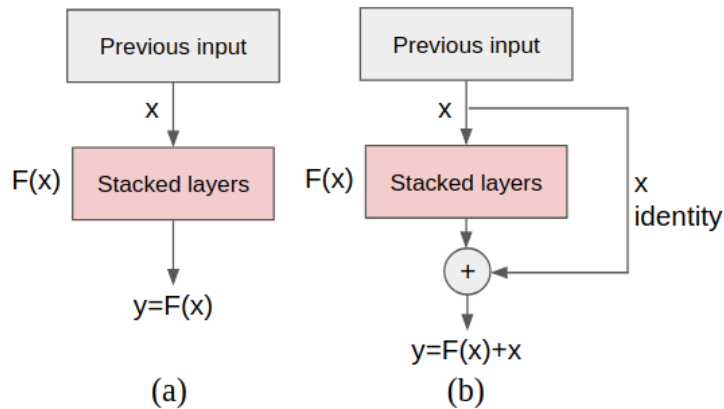 Previous input
x
F(x)
Stacked layers
y=F(x)
(a)
Previous input
x
F(x)
Stacked layers
x
identity
+
y=F(x)+x
(b)